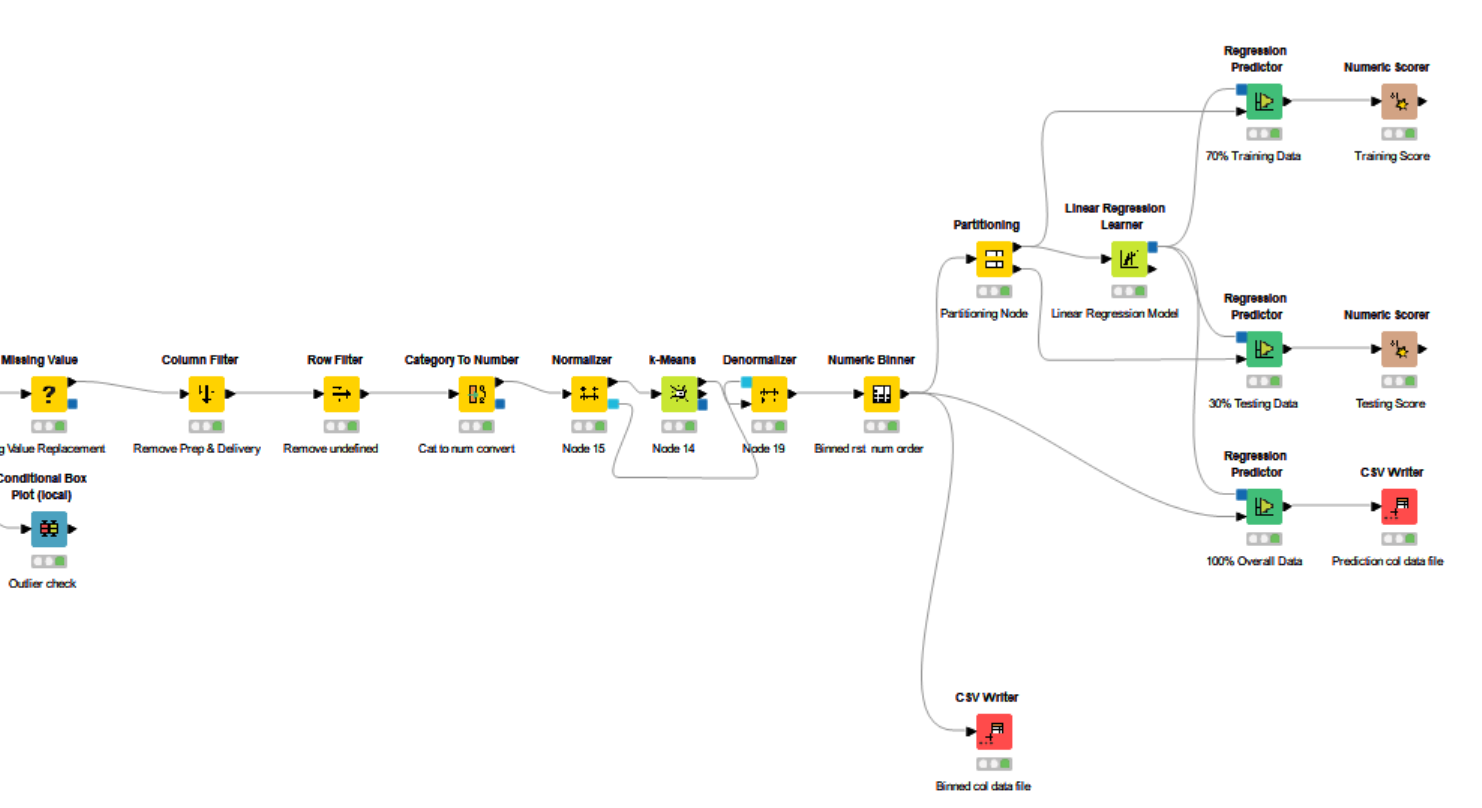 Regression
Predictor
70% Training Data
Numeric Scorer
Training Score
Partitioning
Partitioning Node
Linear Regression
Learner
Linear Regression Model
Regression
Predictor
30% Testing Data
Numeric Scorer
Testing Score
Missing Value
?
g Value Replacement
Column Filter
Remove Prep & Delivery
Row Filter
Remove undefined
Category To Number
Cat to num convert
Normalizer
Node 15
k-Means
Node 14
Denormalizer
Node 19
Numeric Binner
Binned rst num order
Conditional Box
Plot (local)
Outlier check
Regression
Predictor
100% Overall Data
CSV Writer
Prediction col data file
CSV Writer
Binned col data file